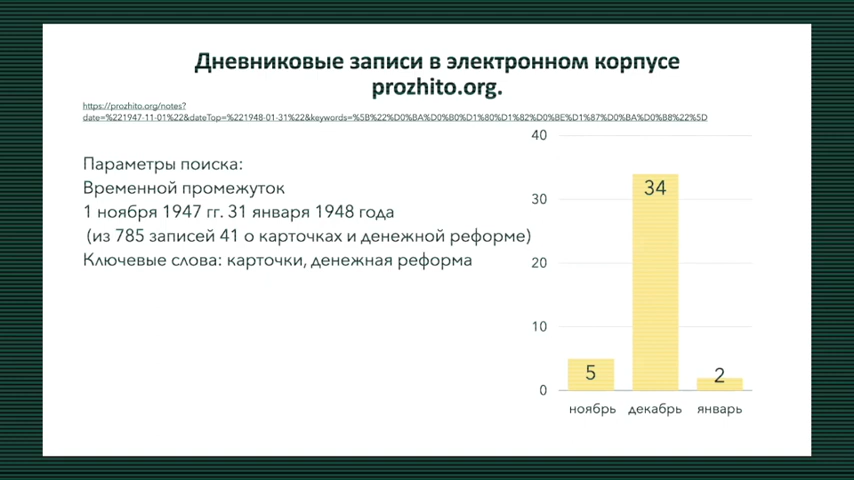 Дневниковые записи в электронном корпусе
prozhito.org.
https://prozhito.org/notes?
date=%221947-11-01%22&dateTop=%221948-01-31%22&keywords=%5B%22%D0%BA%D0%B0%D1%80%D1%82%D0%BE%D1%87%D0%BA%D0%B8%22%5D
Параметры поиска:
Временной промежуток
1 ноября 1947 гг. 31 января 1948 года
(из 785 записей 41 о карточках и денежной реформе)
Ключевые слова: карточки, денежная реформа
40
30
20
10
0
34
5
2
ноябрь декабрь январь